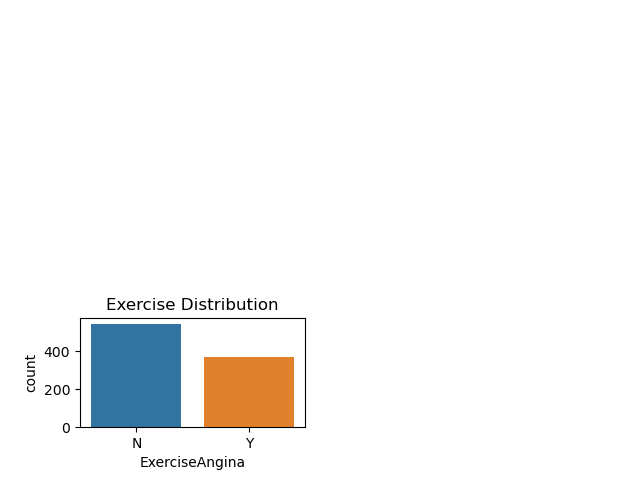 Exercise Distribution
count
400
200
0
N Y
ExerciseAngina